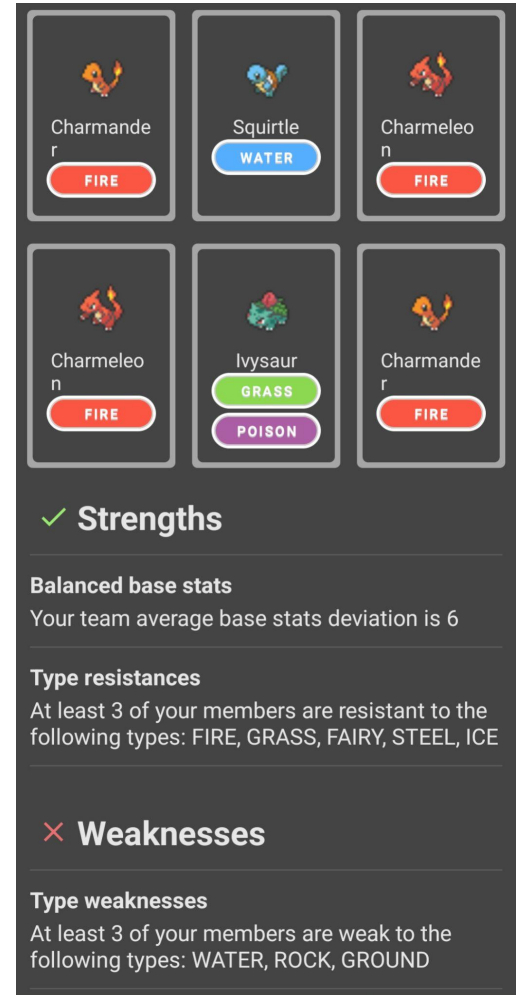 Charmande
r
FIRE
Squirtle
WATER
Charmeleo
n
FIRE
Charmeleo
n
FIRE
Ivysaur
GRASS
POISON
Charmande
r
FIRE
Strengths
Balanced base stats
Your team average base stats deviation is 6
Type resistances
At least 3 of your members are resistant to the
following types: FIRE, GRASS, FAIRY, STEEL, ICE
Weaknesses
Type weaknesses
At least 3 of your members are weak to the
following types: WATER, ROCK, GROUND